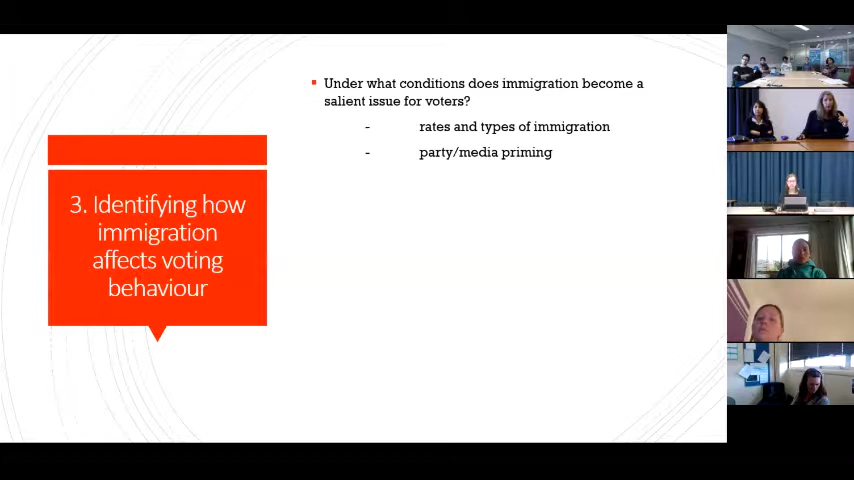 3. Identifying how
immigration
affects voting
behaviour
▪ Under what conditions does immigration become a
salient issue for voters?
- rates and types of immigration
- party/media priming